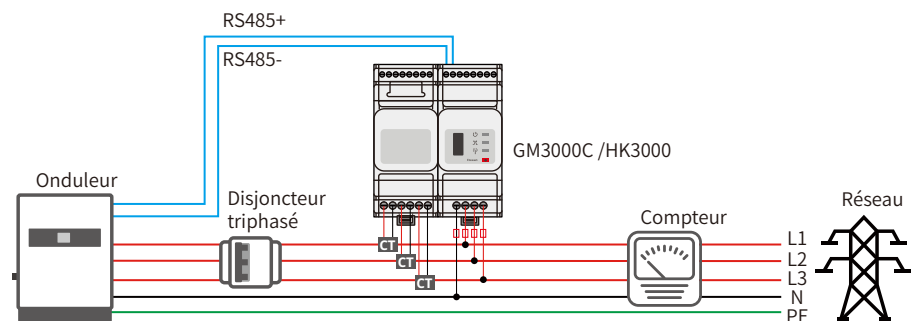 RS485+
RS485-
GM3000C /HK3000
Onduleur
Disjoncteur
triphasé
Compteur
Réseau
CT
CT
CT
L1
L2
L3
N
PE